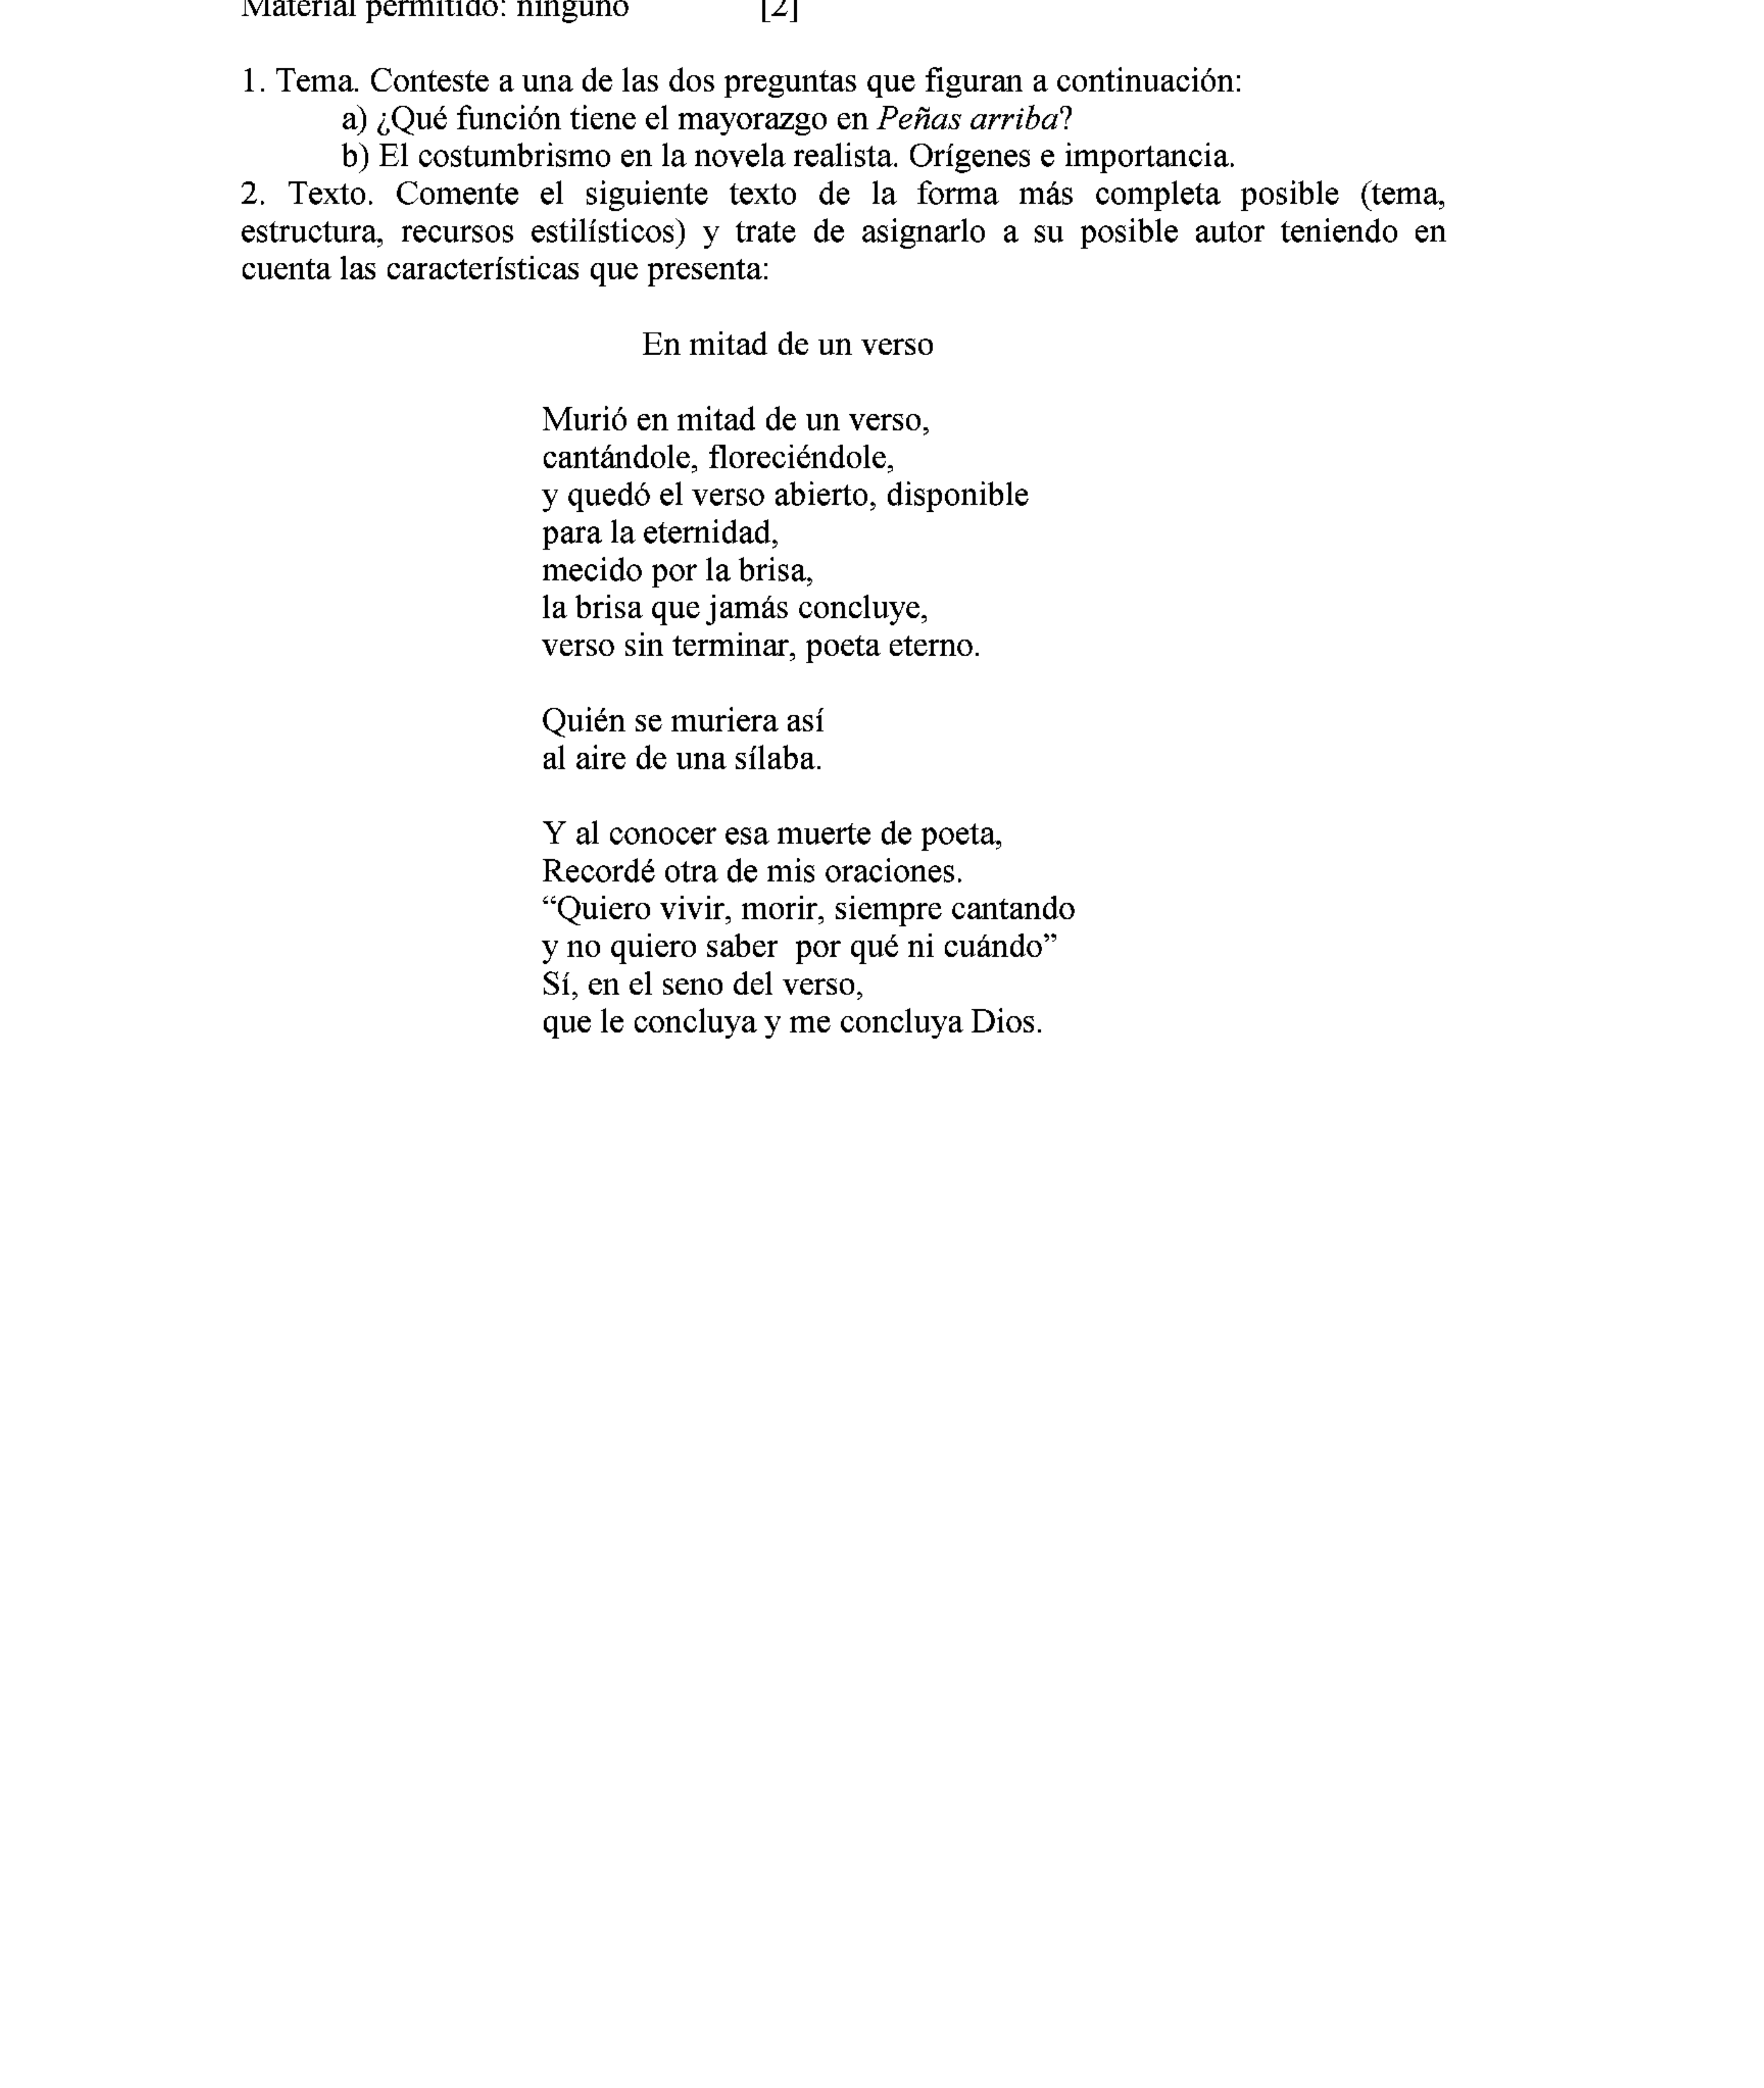 Material permitido: ninguno [2]
1. Tema. Conteste a una de las dos preguntas que figuran a continuación:
a) ¿Qué función tiene el mayorazgo en Peñas arriba?
b) El costumbrismo en la novela realista. Orígenes e importancia.
2. Texto. Comente el siguiente texto de la forma más completa posible (tema,
estructura, recursos estilísticos) y trate de asignarlo a su posible autor teniendo en
cuenta las características que presenta:
En mitad de un verso
Murió en mitad de un verso,
cantándole, floreciéndole,
y quedó el verso abierto, disponible
para la eternidad,
mecido por la brisa,
la brisa que jamás concluye,
verso sin terminar, poeta eterno.
Quién se muriera así
al aire de una sílaba.
Y al conocer esa muerte de poeta,
Recordé otra de mis oraciones.
“Quiero vivir, morir, siempre cantando
y no quiero saber  por qué ni cuándo”
Sí, en el seno del verso,
que le concluya y me concluya Dios.